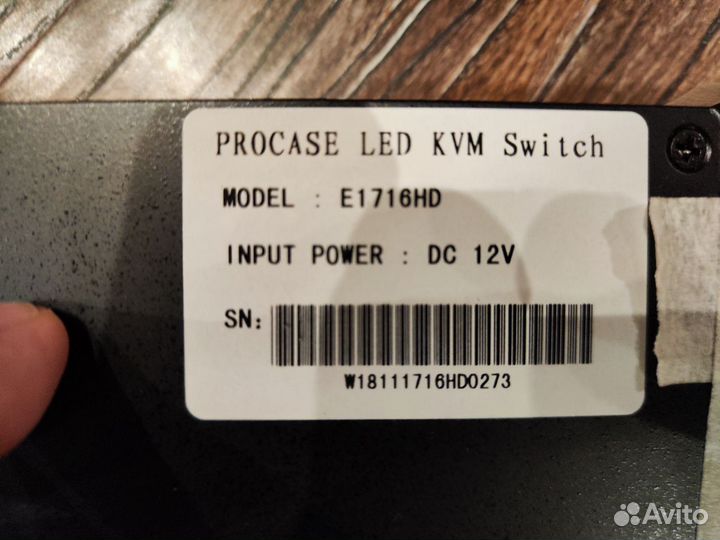 PROCASE LED KVM Switch
MODEL : E1716HD
INPUT POWER : DC 12V
SN:
W18111716HD0273
Avito